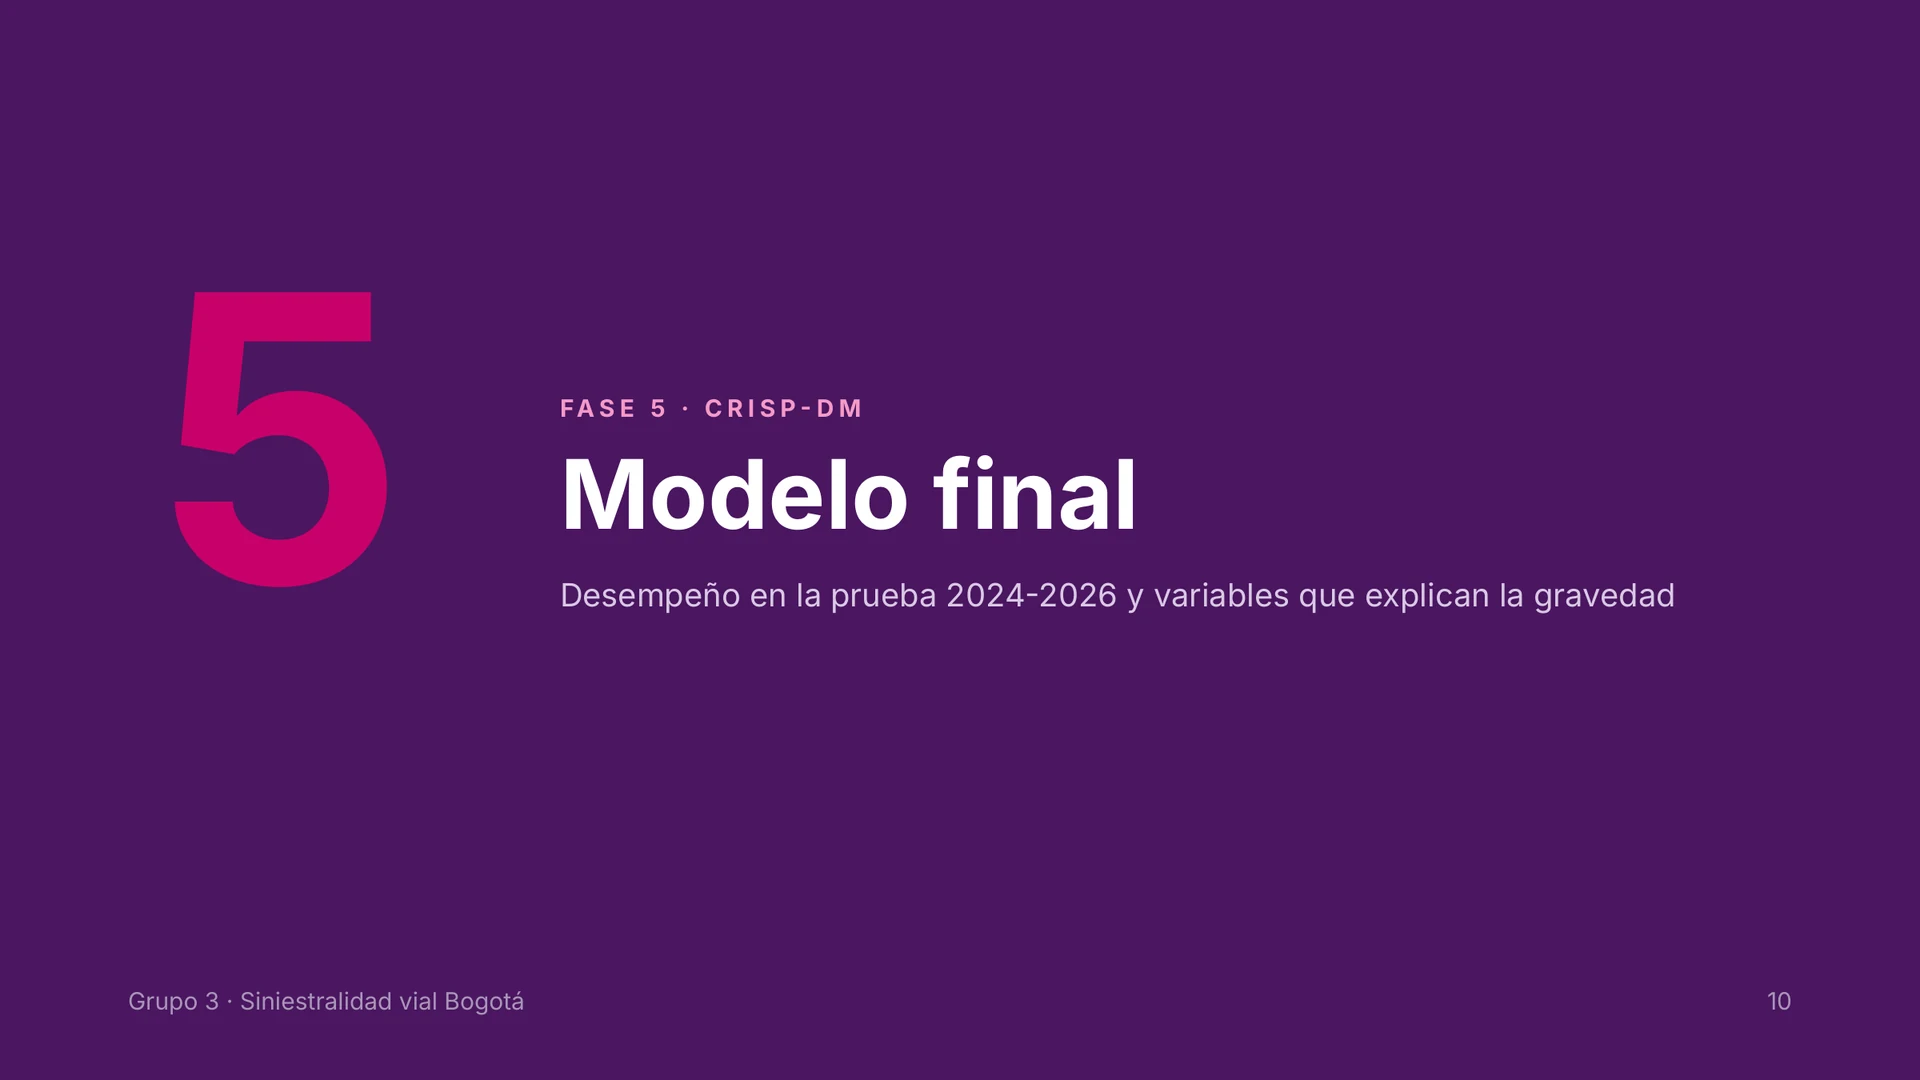 5
FASE 5 · CRISP-DM
Modelo final
Desempeño en la prueba 2024-2026 y variables que explican la gravedad
Grupo 3 · Siniestralidad vial Bogotá
10